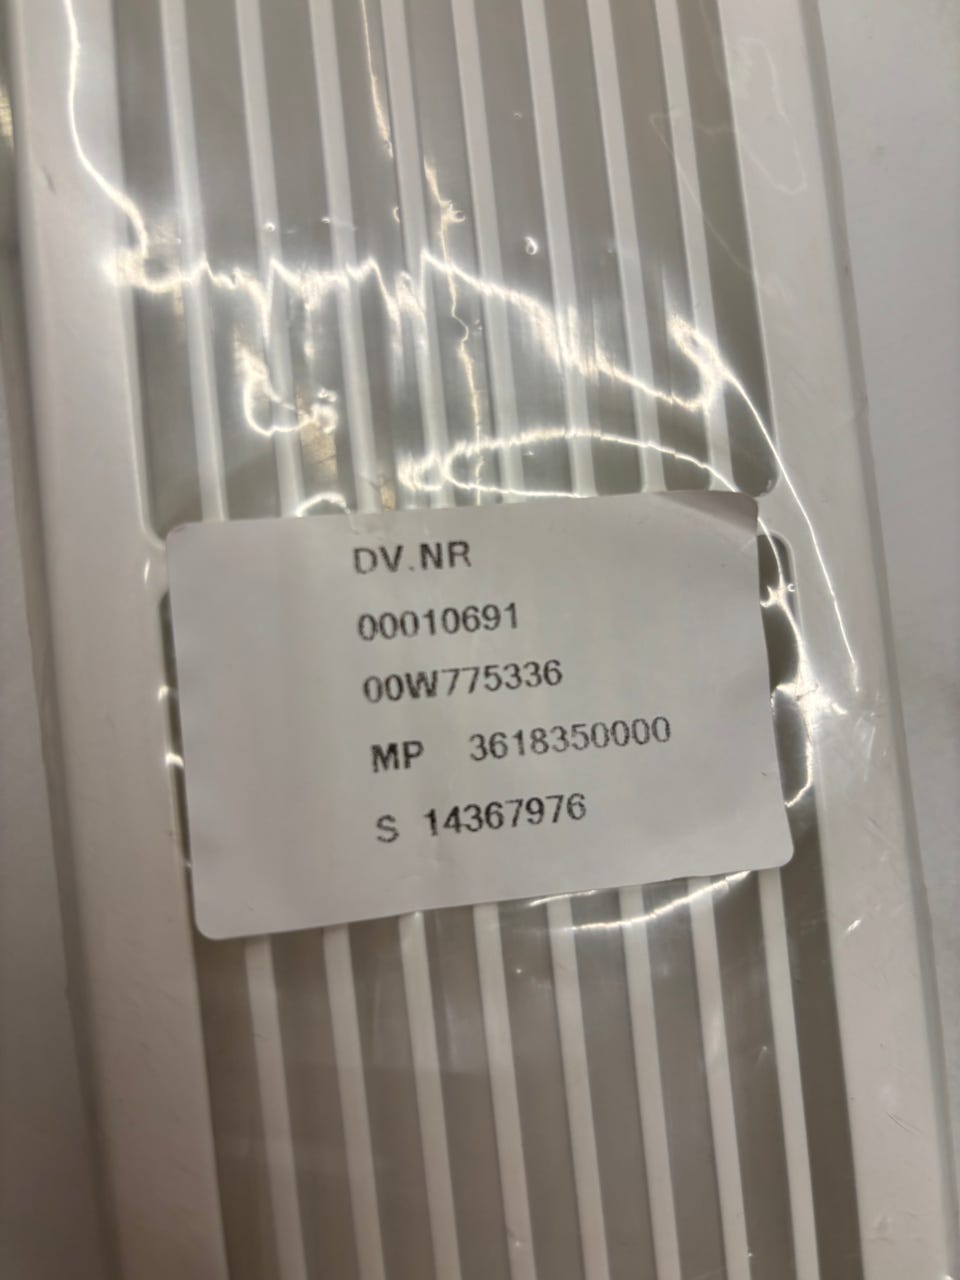 DV.NR
00010691
00W775336
MP 3618350000
S 14367976